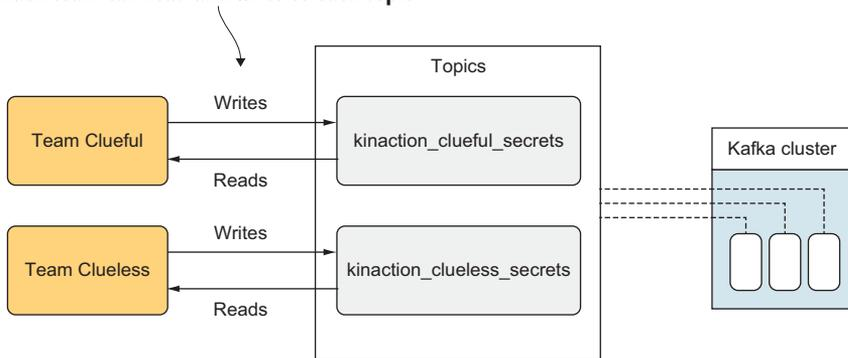 Topics
Writes
Team Clueful
kinaction_clueful_secrets
Kafka cluster
Reads
Writes
Team Clueless
kinaction_clueless_secrets
Reads